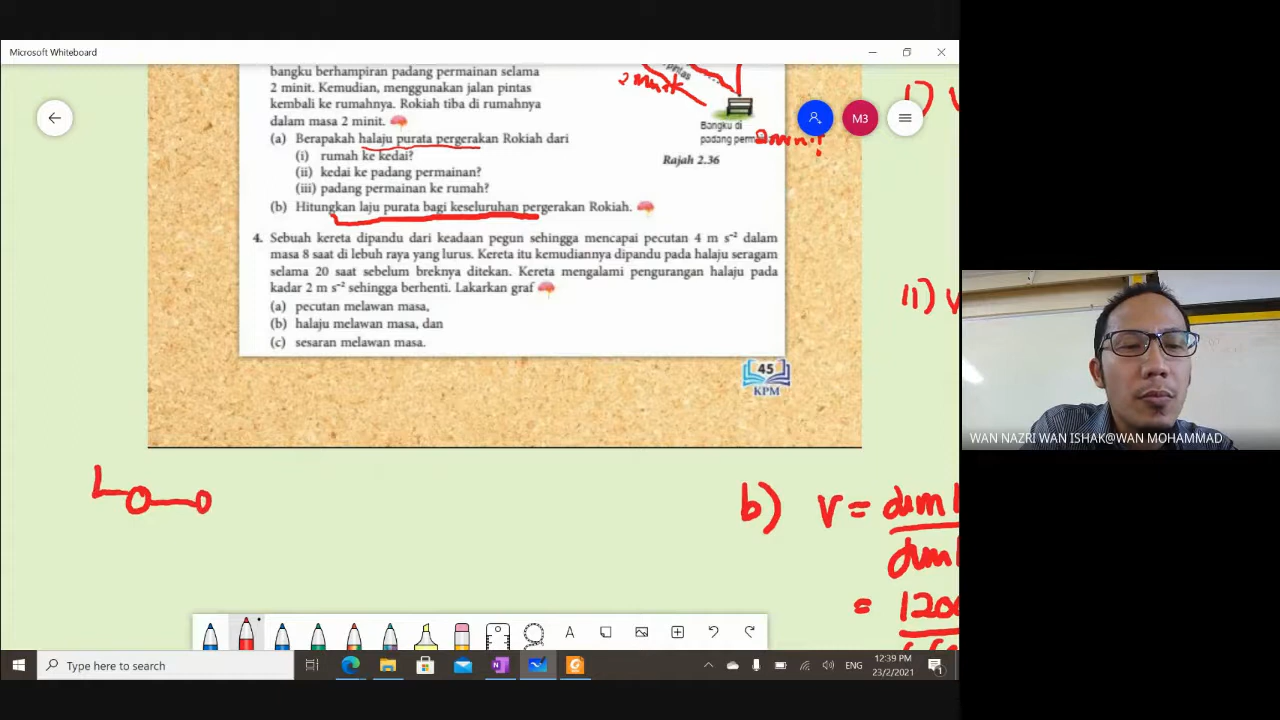 Microsoft Whiteboard
bangku berhampiran padang permainan selama
2 minit. Kemudian, menggunakan jalan pintas
kembali ke rumahnya. Rokiah tiba di rumahnya
dalam masa 2 minit.
(a) Berapakah halaju purata pergerakan Rokiah dari
(i) rumah ke kedai?
(ii) kedai ke padang permainan?
(iii) padang permainan ke rumah?
(b) Hitungkan laju purata bagi keseluruhan pergerakan Rokiah.
pintas
2 minit
Bangku di
padang perm
2 minit
Rajah 2.36
M3
4. Sebuah kereta dipandu dari keadaan pegun sehingga mencapai pecutan 4 m s⁻² dalam
masa 8 saat di lebuh raya yang lurus. Kereta itu kemudiannya dipandu pada halaju seragam
selama 20 saat sebelum breknya ditekan. Kereta mengalami pengurangan halaju pada
kadar 2 m s⁻² sehingga berhenti. Lakarkan graf
(a) pecutan melawan masa,
(b) halaju melawan masa, dan
(c) sesaran melawan masa.
45
KPM
1) V
11) V
b) V =
= 1200
WAN NAZRI WAN ISHAK@WAN MOHAMMAD
A
Type here to search
ENG
12:39 PM
23/2/2021
1